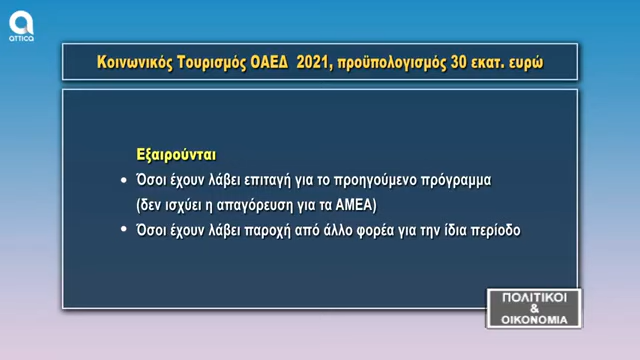 αττιca
Κοινωνικός Τουρισμός ΟΑΕΔ 2021, προϋπολογισμός 30 εκατ. ευρώ
Εξαιρούνται
• Όσοι έχουν λάβει επιταγή για το προηγούμενο πρόγραμμα
(δεν ισχύει η απαγόρευση για τα ΑΜΕΑ)
• Όσοι έχουν λάβει παροχή από άλλο φορέα για την ίδια περίοδο
ΠΟΛΙΤΙΚΟΙ
&
ΟΙΚΟΝΟΜΙΑ